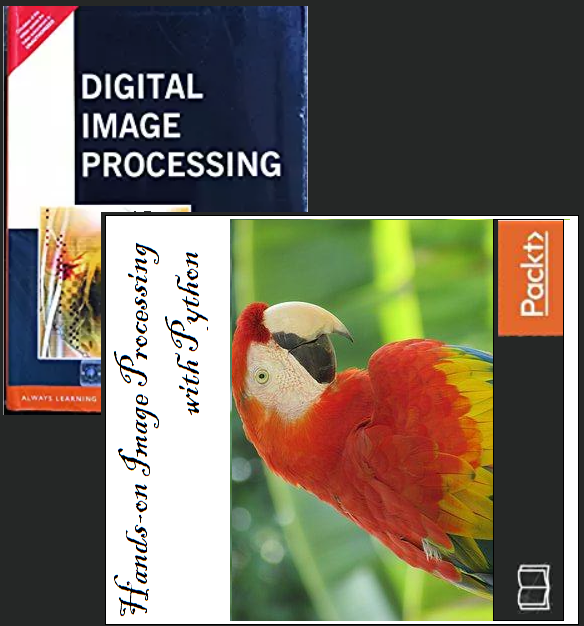 DIGITAL
IMAGE
PROCESSING
ALWAYS LEARNING
Hands-on Image Processing
with Python
Packt>